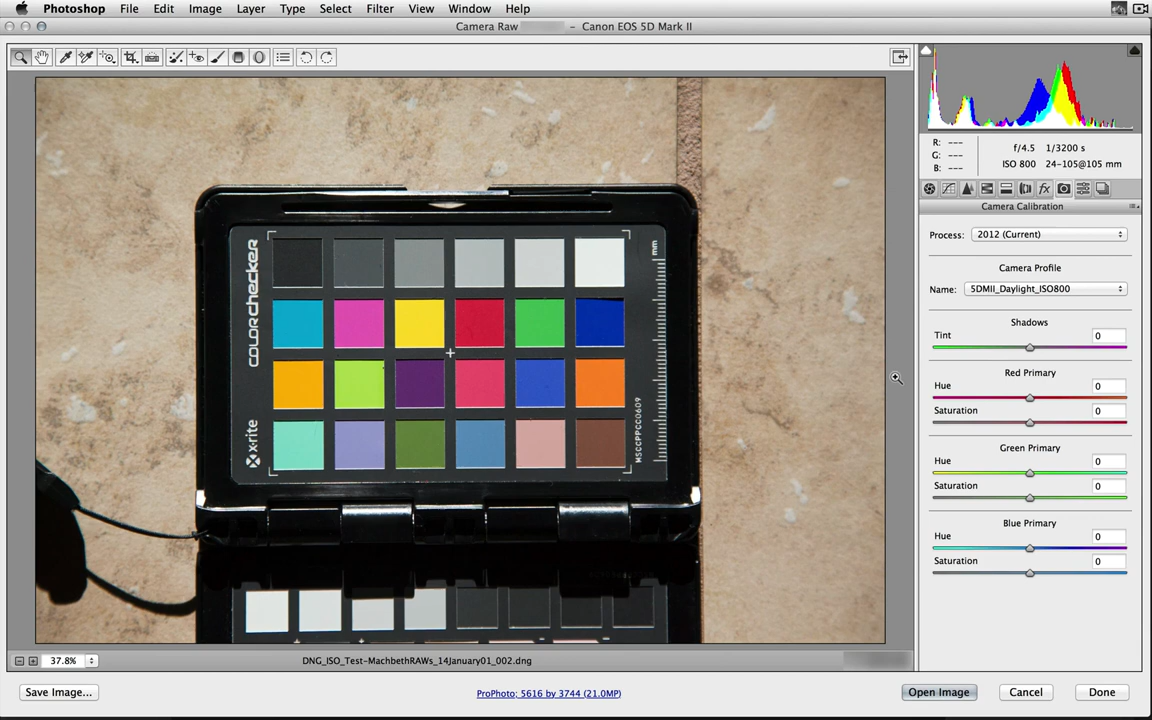 Photoshop File Edit Image Layer Type Select Filter View Window Help
Camera Raw – Canon EOS 5D Mark II
R: ---
G: ---
B: ---
f/4.5 1/3200 s
ISO 800 24-105@105 mm
Camera Calibration
Process: 2012 (Current)
Camera Profile
Name: 5DMII_Daylight_ISO800
Shadows
Tint 0
Red Primary
Hue 0
Saturation 0
Green Primary
Hue 0
Saturation 0
Blue Primary
Hue 0
Saturation 0
colorchecker
x-rite
mm
MSCCPPCC0609
fx
37.8%
DNG_ISO_Test-MachbethRAWs_14January01_002.dng
Save Image...
ProPhoto; 5616 by 3744 (21.0MP)
Open Image
Cancel
Done